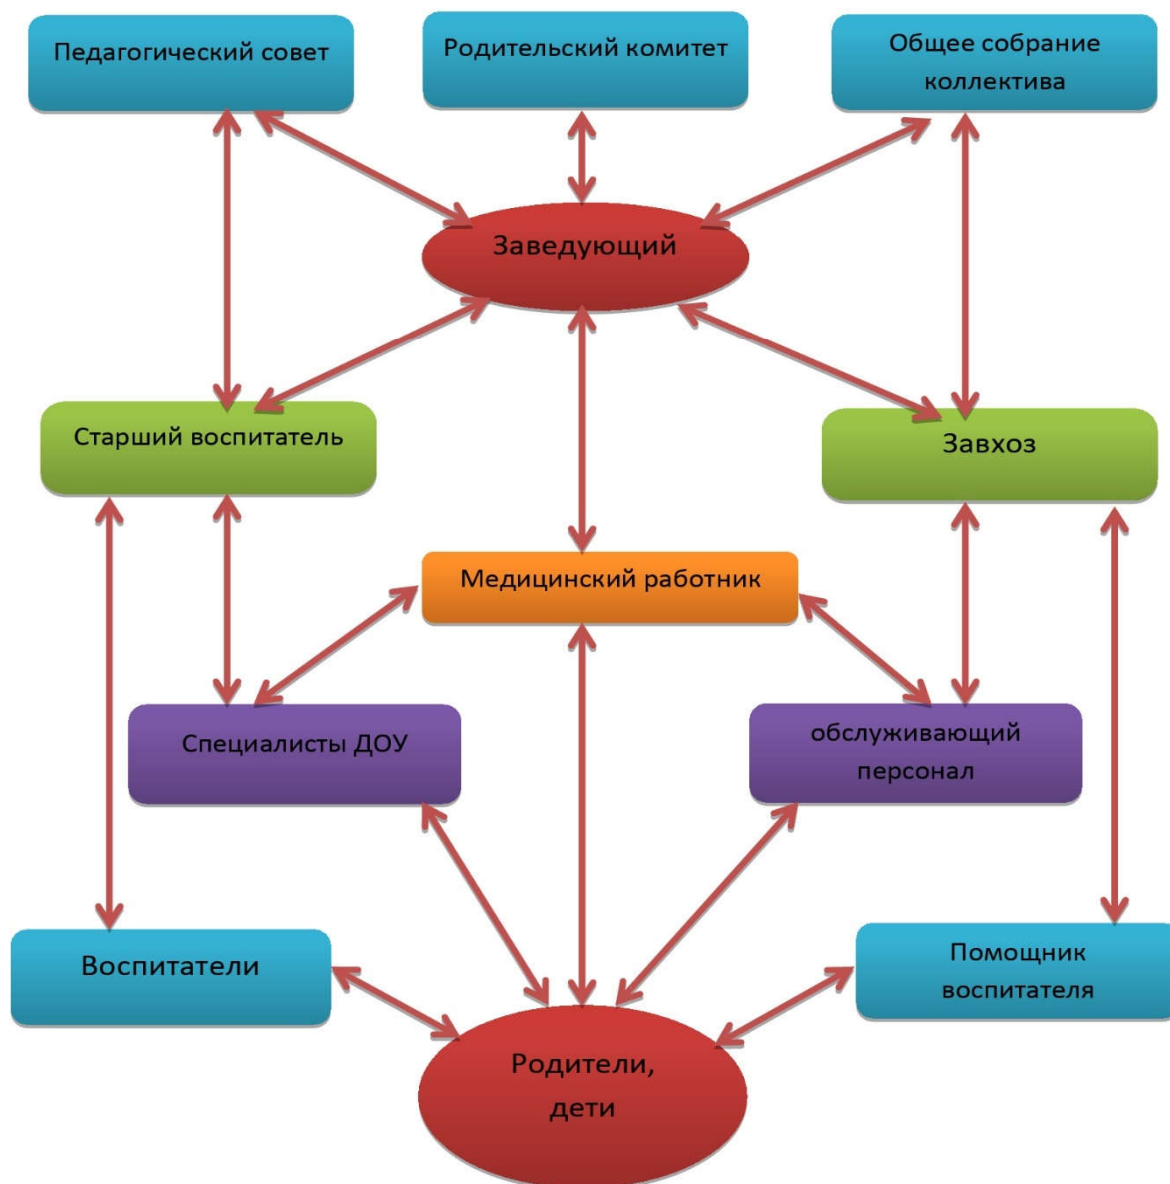 Педагогический совет
Родительский комитет
Общее собрание
коллектива
Заведующий
Старший воспитатель
Завхоз
Медицинский работник
Специалисты ДОУ
обслуживающий
персонал
Воспитатели
Помощник
воспитателя
Родители,
дети